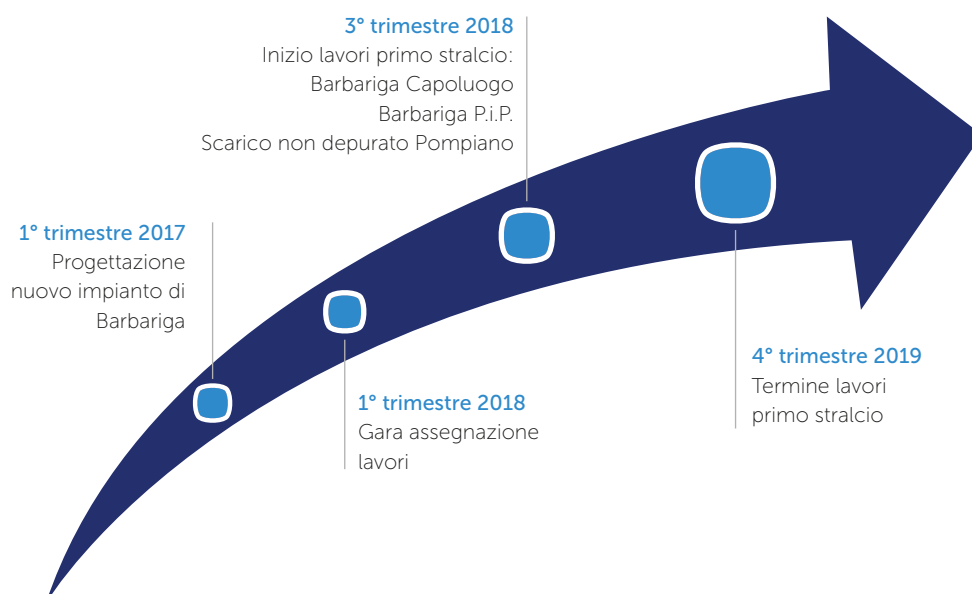 3° trimestre 2018
Inizio lavori primo stralcio:
Barbariga Capoluogo
Barbariga P.i.P.
Scarico non depurato Pompiano
1° trimestre 2017
Progettazione
nuovo impianto di
Barbariga
1° trimestre 2018
Gara assegnazione
lavori
4° trimestre 2019
Termine lavori
primo stralcio